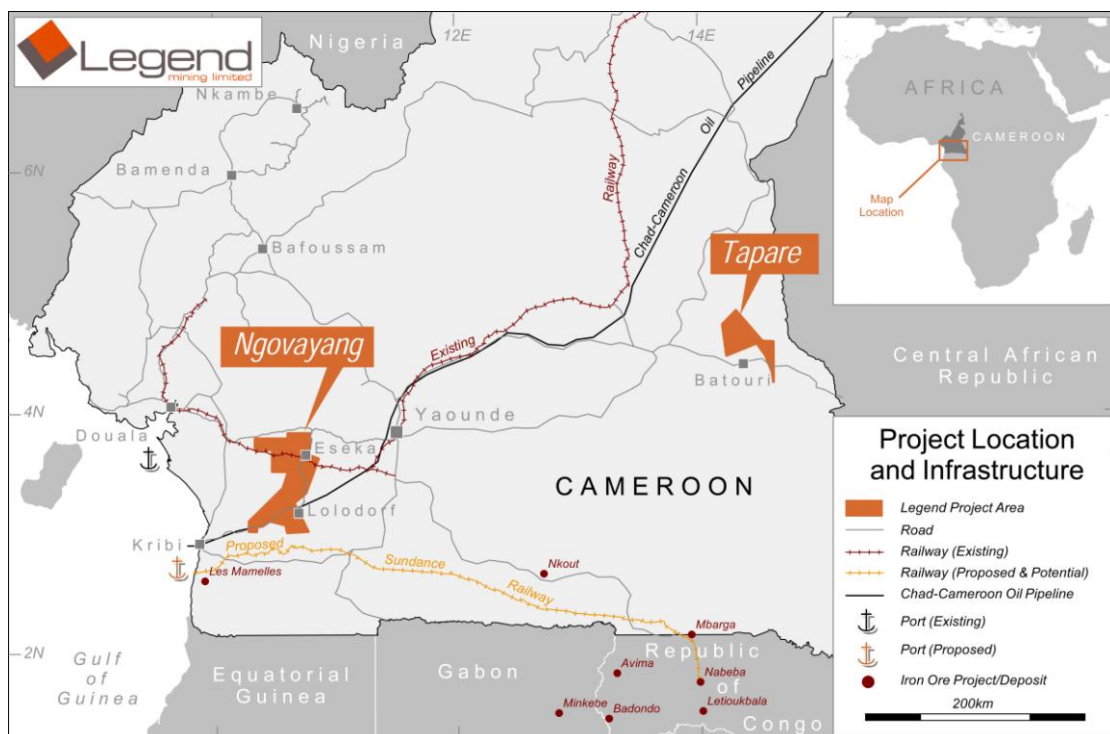 Legend
mining limited
Nigeria
12E
14E
Nkambe
6N
Bamenda
Bafoussam
Railway
Chad-Cameroon
Oil
Pipeline
AFRICA
CAMEROON
Map
Location
Tapare
Ngovayang
Existing
Batouri
Central African
Republic
4N
Douala
Yaounde
Eseka
Lolodorf
CAMEROON
Kribi
Proposed
Sundance
Railway
Les Mamelles
Nkout
Mbarga
2N
Gulf
of
Guinea
Equatorial
Guinea
Gabon
Republic
of
Congo
Avima
Nabeba
Minkebe
Badondo
Letioukbala
Project Location
and Infrastructure
Legend Project Area
Road
Railway (Existing)
Railway (Proposed & Potential)
Chad-Cameroon Oil Pipeline
Port (Existing)
Port (Proposed)
Iron Ore Project/Deposit
200km